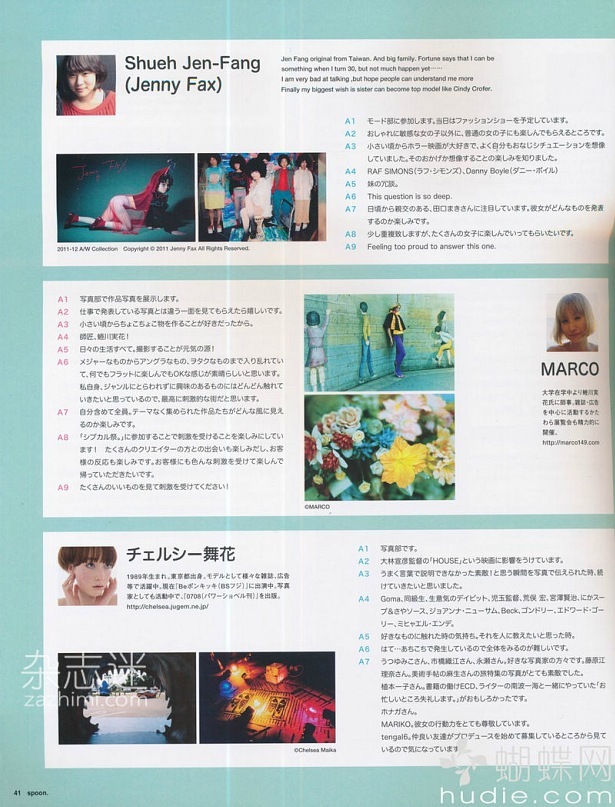 Shueh Jen-Fang
(Jenny Fax)
Jen Fang original from Taiwan. And big family. Fortune says that I can be
something when I turn 30, but not much happen yet……
I am very bad at talking ,but hope people can understand me more
Finally my biggest wish is sister can become top model like Cindy Crofer.
2011-12 A/W Collection Copyright © 2011 Jenny Fax All Rights Reserved.
A1 モード部に参加します。当日はファッションショーを予定しています。
A2 おしゃれに敏感な女の子以外に、普通の女の子にも楽しんでもらえるところです。
A3 小さい頃からホラー映画が大好きで、よく自分もおなじシチュエーションを想像
していました。そのおかげか想像することの楽しみを知りました。
A4 RAF SIMONS(ラフ・シモンズ)、Danny Boyle(ダニー・ボイル)
A5 妹の冗談。
A6 This question is so deep.
A7 日頃から親交のある、田口まきさんに注目しています。彼女がどんなものを発表
するのか楽しみです。
A8 少し重複致しますが、たくさんの女子に楽しんでいってもらいたいです。
A9 Feeling too proud to answer this one.
A1 写真部で作品写真を展示します。
A2 仕事で発表している写真とは違う一面を見てもらえたら嬉しいです。
A3 小さい頃からちょこちょこ物を作ることが好きだったから。
A4 師匠、蜷川実花!
A5 日々の生活すべて。撮影することが元気の源!
A6 メジャーなものからアングラなもの、ヲタクなものまで入り乱れてい
て、何でもフラットに楽しんでもOKな感じが素晴らしいと思います。
私自身、ジャンルにとらわれずに興味のあるものにはどんどん触れて
いきたいと思っているので、最高に刺激的な街だと思います。
A7 自分含めて全員。テーマなく集められた作品たちがどんな風に見え
るのか楽しみです。
A8 「シブカル祭。」に参加することで刺激を受けることを楽しみにしてい
ます! たくさんのクリエイターの方との出会いも楽しみだし、お客
様の反応も楽しみです。お客様にも色んな刺激を受けて楽しんで
帰っていただきたいです。
A9 たくさんのいいものを見て刺激を受けてください!
©MARCO
MARCO
大学在学中より蜷川実
花氏に師事。雑誌・広告
を中心に活動するかた
わら展覧会も精力的に
開催。
http://marco149.com
チェルシー舞花
1989年生まれ、東京都出身。モデルとして様々な雑誌、広告
等で活躍中。現在『Beポンキッキ(BSフジ)』に出演中。写真
家としても活動中で、『0708(パワーショベル刊)』を出版。
http://chelsea.jugem.ne.jp/
©Chelsea Maika
A1 写真部です。
A2 大林宣彦監督の「HOUSE」という映画に影響をうけています。
A3 うまく言葉で説明できなかった素敵!と思う瞬間を写真で伝えられた時、続
けていきたいと思いました。
A4 Goma、同級生、生意気のデイビット、児玉監督、荒俣 宏、宮澤賢治、にかスー
プ&さやソース、ジョアンナ・ニューサム、Beck、ゴンドリー、エドワード・ゴー
リー、ミヒャエル・エンデ。
A5 好きなものに触れた時の気持ち。それを人に教えたいと思った時。
A6 はて…あちこちで発生しているので全体をみるのが難しいです。
A7 うつゆみこさん、市橋織江さん、永瀬さん。好きな写真家の方々です。藤原江
理奈さん。美術手帖の麻生さんの旅特集の写真がとても素敵でした。
植本一子さん。書籍の働けECD、ライターの南波一海と一緒にやっていた「お
忙しいところ失礼します。」がおもしろかったです。
ホナガさん。
MARIKO。彼女の行動力をとても尊敬しています。
tengal6。仲良い友達がプロデュースを始めて募集しているところから見て
いるので気になっています
41 spoon.
杂志迷
zazhimi.com
蝴蝶网
hudie.com